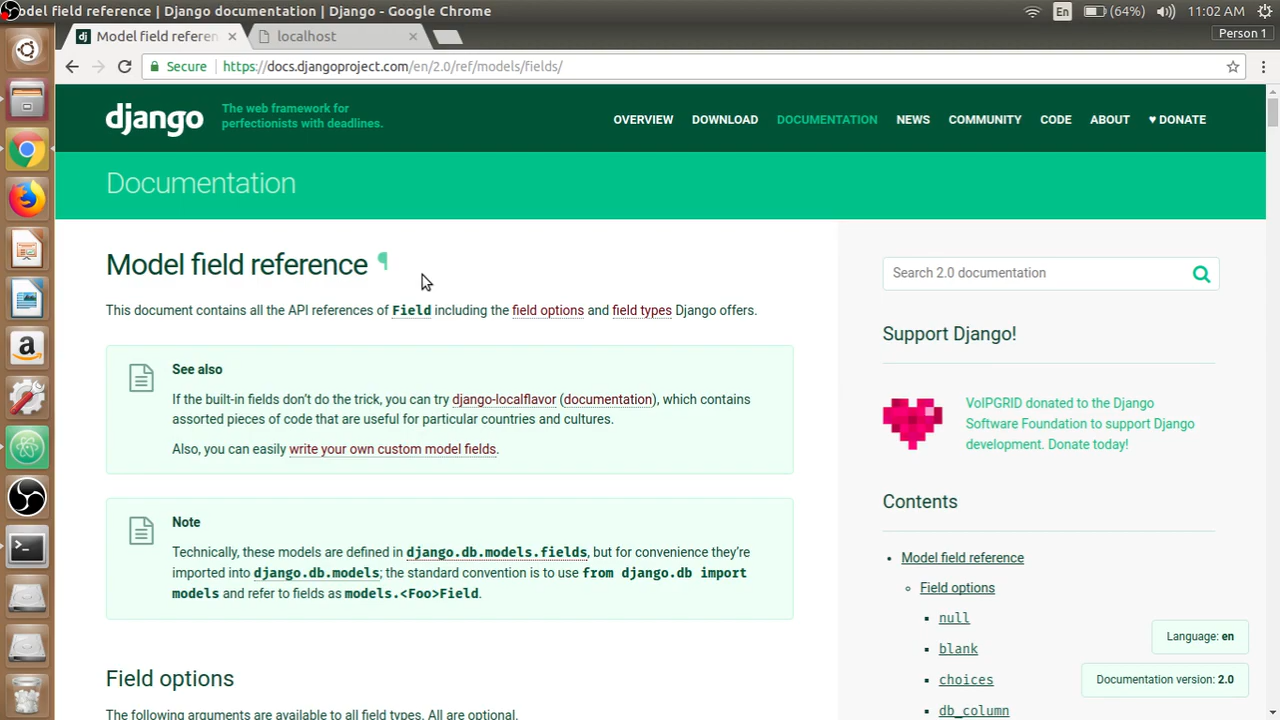 odel field reference | Django documentation | Django - Google Chrome
En
(64%)
11:02 AM
Model field referen
localhost
Person 1
Secure
https://docs.djangoproject.com/en/2.0/ref/models/fields/
django
The web framework for
perfectionists with deadlines.
OVERVIEW DOWNLOAD DOCUMENTATION NEWS COMMUNITY CODE ABOUT ♥ DONATE
Documentation
Model field reference ¶
This document contains all the API references of Field including the field options and field types Django offers.
See also
If the built-in fields don't do the trick, you can try django-localflavor (documentation), which contains
assorted pieces of code that are useful for particular countries and cultures.
Also, you can easily write your own custom model fields.
Note
Technically, these models are defined in django.db.models.fields, but for convenience they're
imported into django.db.models; the standard convention is to use from django.db import
models and refer to fields as models.<Foo>Field.
Field options
The following arguments are available to all field types. All are optional.
Search 2.0 documentation
Support Django!
VoIPGRID donated to the Django
Software Foundation to support Django
development. Donate today!
Contents
Model field reference
Field options
null
blank
choices
db_column
Language: en
Documentation version: 2.0